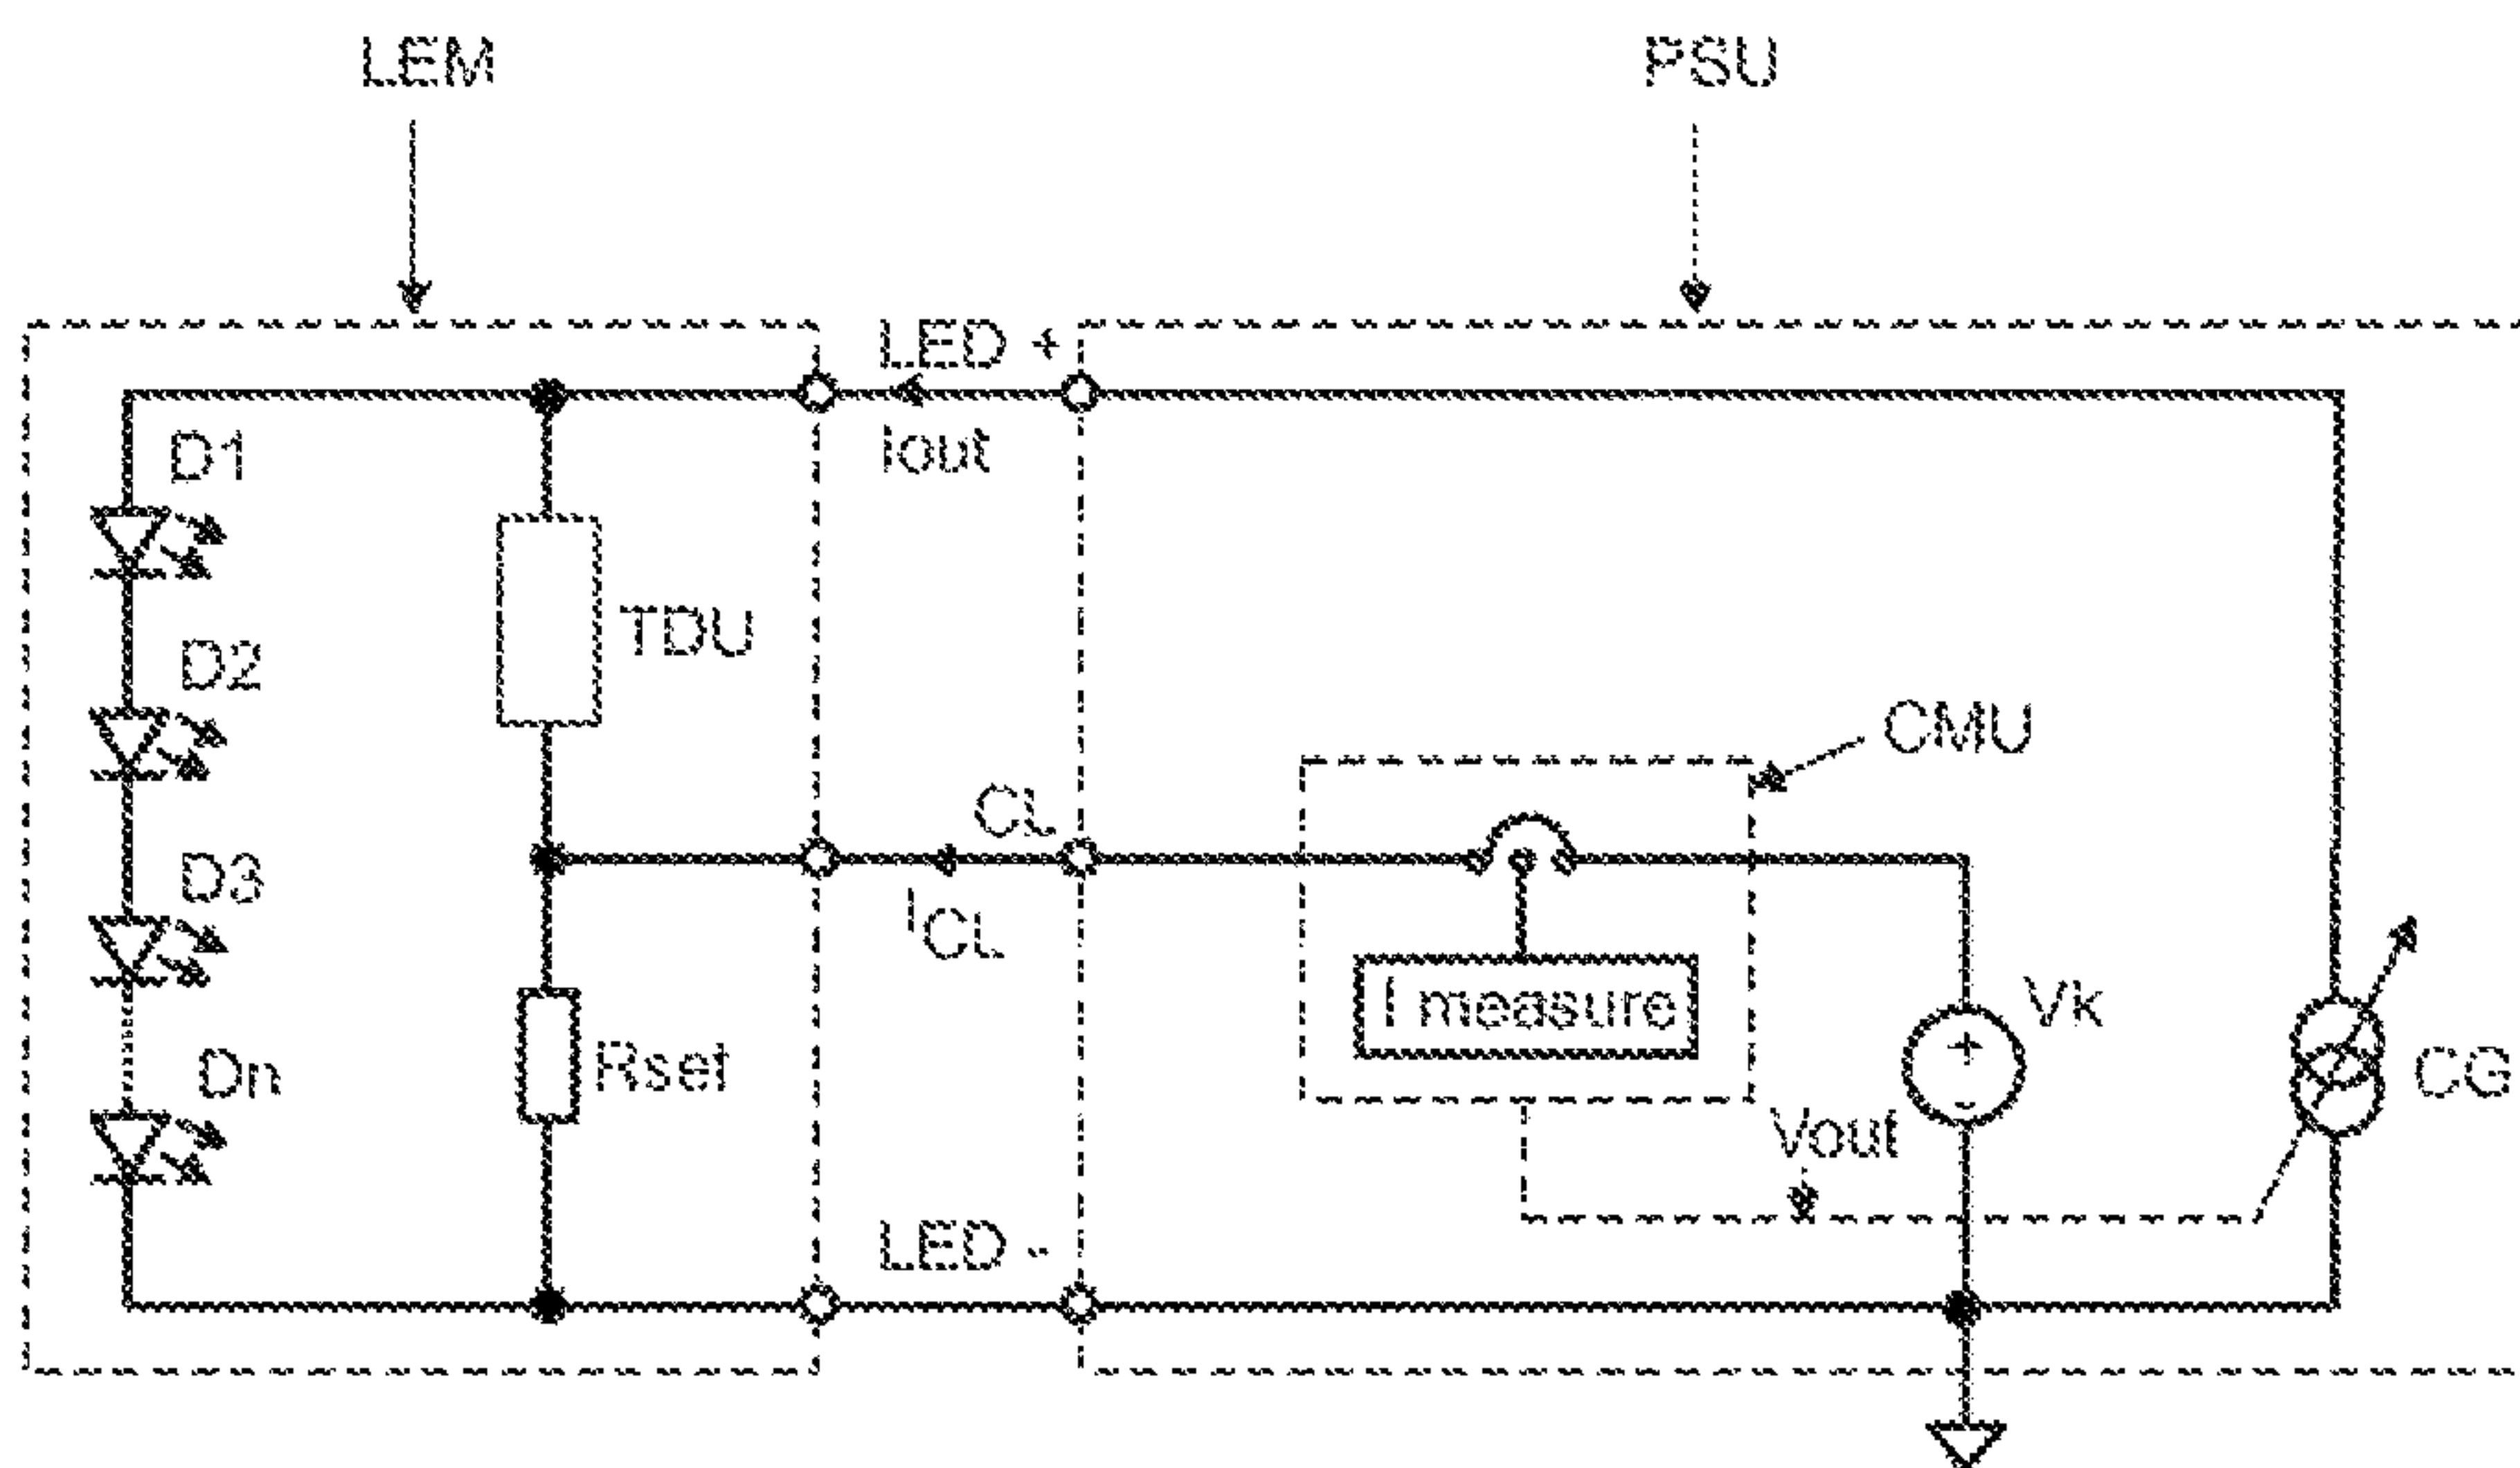 LEM
PSU
LED +
Iout
D1
TDU
D2
CMU
CL
D3
ICL
I measure
Vk
Dn
Rset
CG
Vout
+
-
LED -